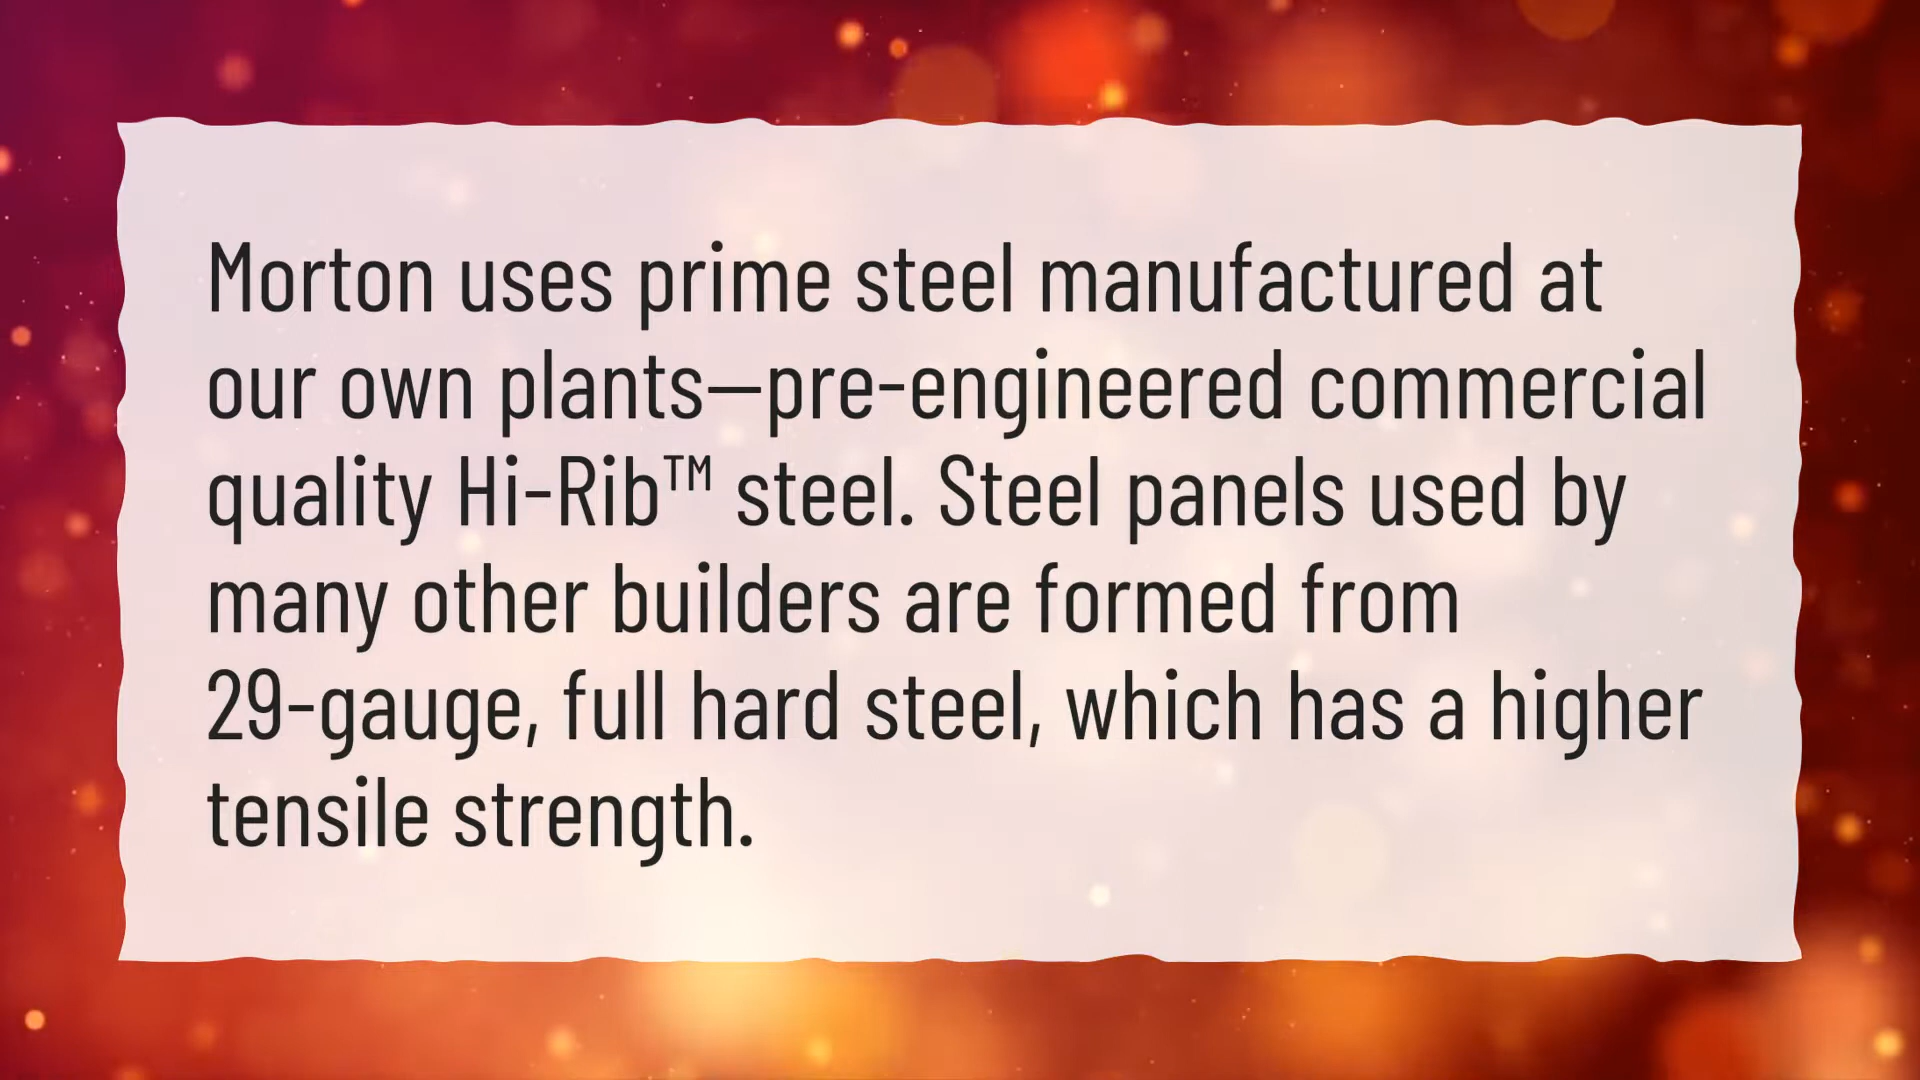 Morton uses prime steel manufactured at
our own plants—pre-engineered commercial
quality Hi-Rib™ steel. Steel panels used by
many other builders are formed from
29-gauge, full hard steel, which has a higher
tensile strength.